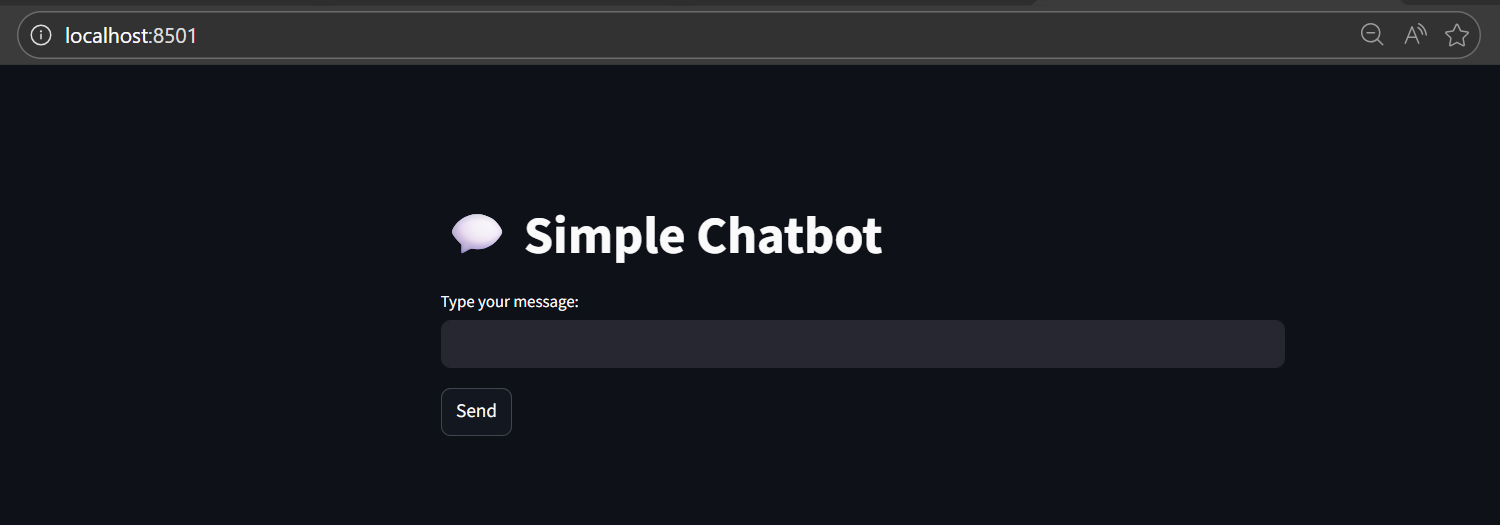 localhost:8501
Simple Chatbot
Type your message:
Send